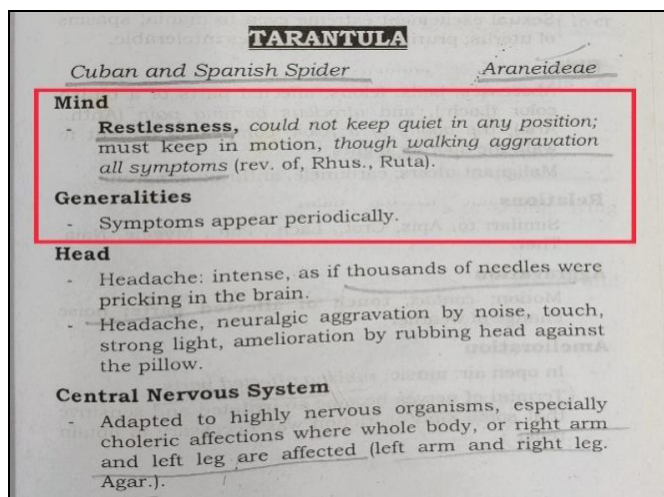 TARANTULA
Cuban and Spanish Spider Araneideae
Mind
- Restlessness, could not keep quiet in any position;
must keep in motion, though walking aggravation
all symptoms (rev. of, Rhus., Ruta).
Generalities
- Symptoms appear periodically.
Head
- Headache: intense, as if thousands of needles were
pricking in the brain.
- Headache, neuralgic aggravation by noise, touch,
strong light, amelioration by rubbing head against
the pillow.
Central Nervous System
- Adapted to highly nervous organisms, especially
choleric affections where whole body, or right arm
and left leg are affected (left arm and right leg.
Agar.).